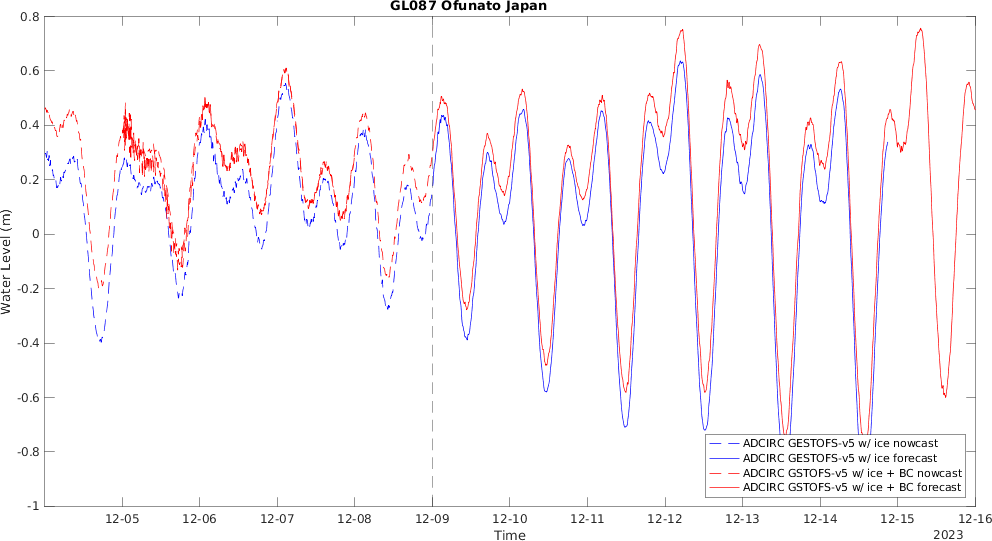 GL087 Ofunato Japan
0.8
0.6
0.4
0.2
0
-0.2
-0.4
-0.6
-0.8
-1
Water Level (m)
ADCIRC GESTOFS-v5 w/ ice nowcast
ADCIRC GESTOFS-v5 w/ ice forecast
ADCIRC GSTOFS-v5 w/ ice + BC nowcast
ADCIRC GSTOFS-v5 w/ ice + BC forecast
12-05 12-06 12-07 12-08 12-09 12-10 12-11 12-12 12-13 12-14 12-15 12-16
Time
2023